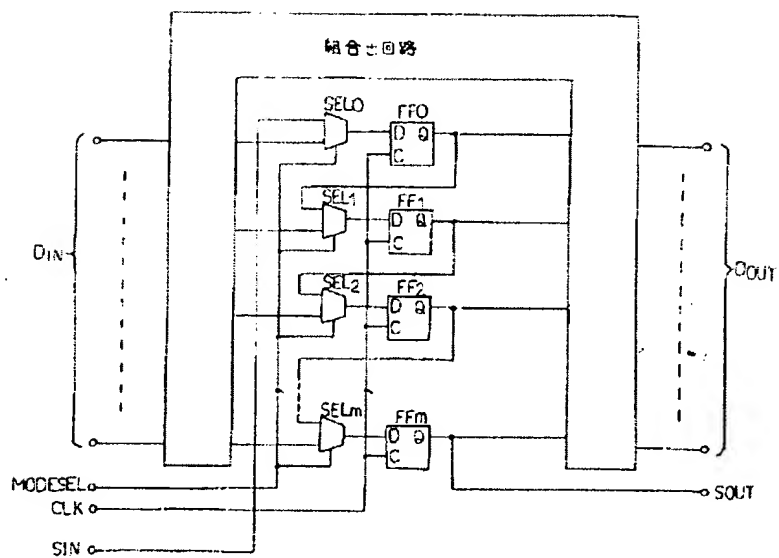 組合せ回路
SEL0
FF0
D Q
C
SEL1
FF1
D Q
C
SEL2
FF2
D Q
C
SELm
FFm
D Q
C
DIN
DOUT
MODESEL
CLK
SIN
SOUT